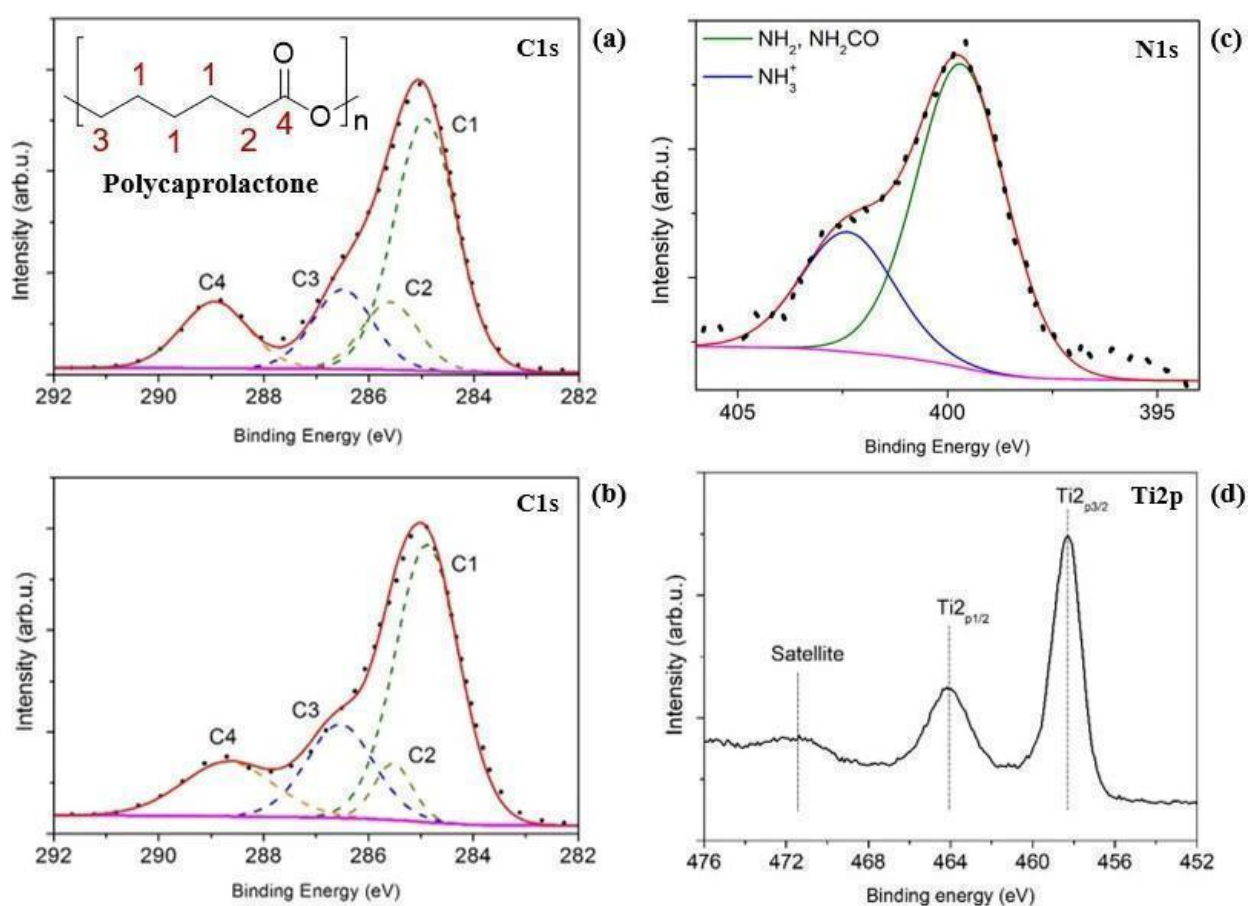 C1s
(a)
O
1 1
O
n
3 1 2 4
Polycaprolactone
C1
C4
C3
C2
Intensity (arb.u.)
292 290 288 286 284 282
Binding Energy (eV)
N1s
(c)
NH2, NH2CO
NH3+
Intensity (arb.u.)
405 400 395
Binding Energy (eV)
C1s
(b)
C1
C3
C4
C2
Intensity (arb.u.)
292 290 288 286 284 282
Binding Energy (eV)
Ti2p
(d)
Ti2p3/2
Ti2p1/2
Satellite
Intensity (arb.u.)
476 472 468 464 460 456 452
Binding energy (eV)